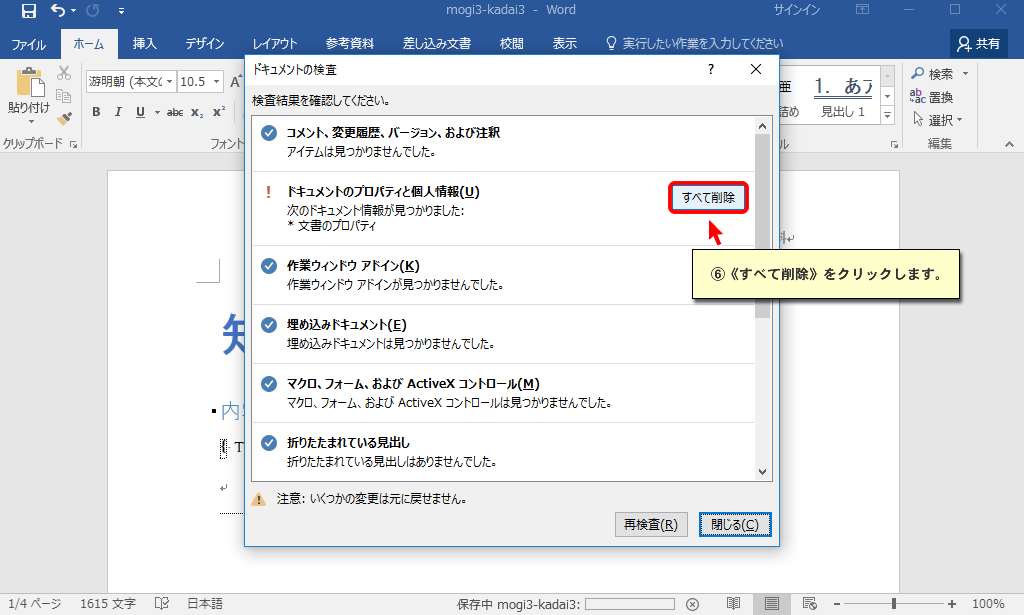 mogi3-kadai3 - Word
サインイン
ファイル
ホーム
挿入
デザイン
レイアウト
参考資料
差し込み文書
校閲
表示
実行したい作業を入力してください
共有
貼り付け
クリップボード
游明朝 (本文の
10.5
A
B I U abc x₂ x²
フォント
亜
1. あア
見出し 1
検索
置換
選択
編集
ドキュメントの検査
?
検査結果を確認してください。
コメント、変更履歴、バージョン、および注釈
アイテムは見つかりませんでした。
! ドキュメントのプロパティと個人情報(U)
すべて削除
次のドキュメント情報が見つかりました:
* 文書のプロパティ
作業ウィンドウ アドイン(K)
作業ウィンドウ アドインが見つかりませんでした。
⑥《すべて削除》をクリックします。
埋め込みドキュメント(E)
埋め込みドキュメントは見つかりませんでした。
マクロ、フォーム、および ActiveX コントロール(M)
マクロ、フォーム、および ActiveX コントロールは見つかりませんでした。
折りたたまれている見出し
折りたたまれている見出しはありませんでした。
注意: いくつかの変更は元に戻せません。
再検査(R)
閉じる(C)
内
T
1/4 ページ
1615 文字
日本語
保存中 mogi3-kadai3:
100%